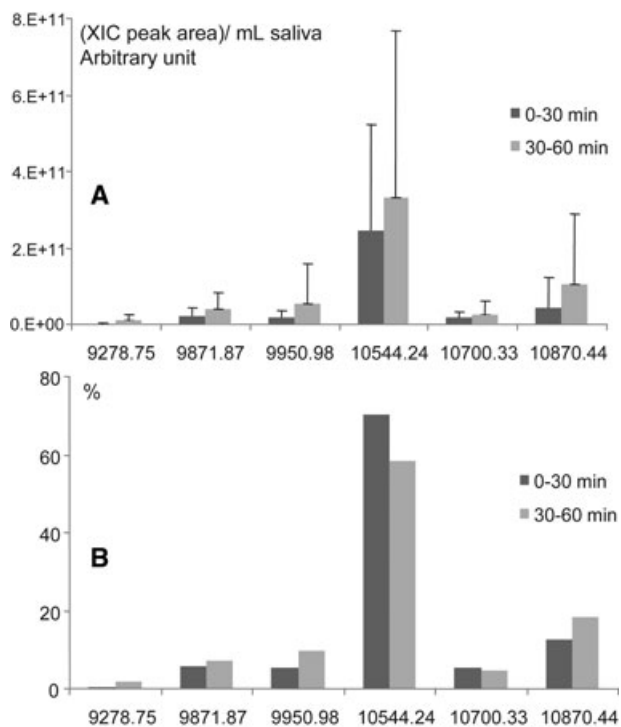 8.E+11
(XIC peak area)/ mL saliva
Arbitrary unit
6.E+11
0-30 min
30-60 min
4.E+11
A
2.E+11
0.E+00
9278.75 9871.87 9950.98 10544.24 10700.33 10870.44
80
%
60
0-30 min
30-60 min
40
B
20
0
9278.75 9871.87 9950.98 10544.24 10700.33 10870.44